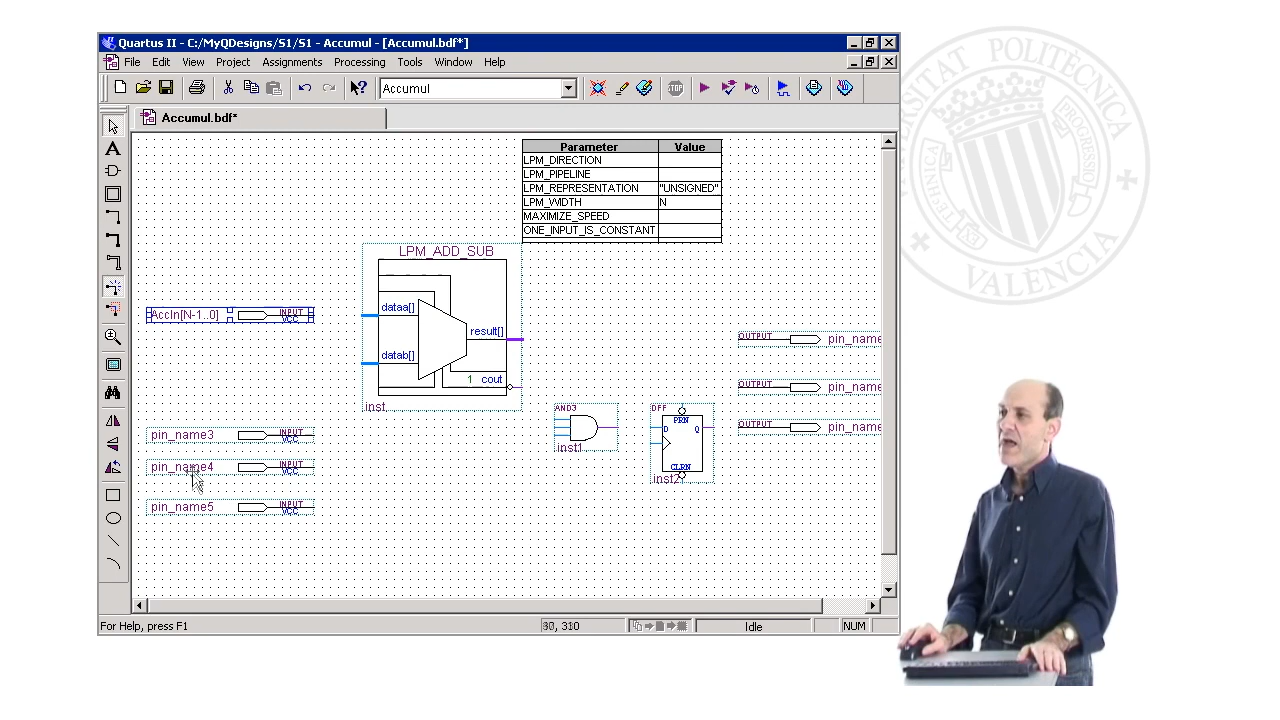 Quartus II - C:/MyQDesigns/S1/S1 - Accumul - [Accumul.bdf*]
File Edit View Project Assignments Processing Tools Window Help
Accumul
STOP
Accumul.bdf*
Parameter Value
LPM_DIRECTION
LPM_PIPELINE
LPM_REPRESENTATION "UNSIGNED"
LPM_WIDTH N
MAXIMIZE_SPEED
ONE_INPUT_IS_CONSTANT
LPM_ADD_SUB
dataa[]
result[]
datab[]
1 cout
inst
AccIn[N-1..0] INPUT
VCC
pin_name3 INPUT
VCC
pin_name4 INPUT
VCC
pin_name5 INPUT
VCC
AND3
inst1
DFF
PRN
D Q
CLRN
inst2
OUTPUT pin_name
OUTPUT pin_name
OUTPUT pin_name
For Help, press F1
, 310
Idle
NUM
POLITÈCNICA
VALÈNCIA